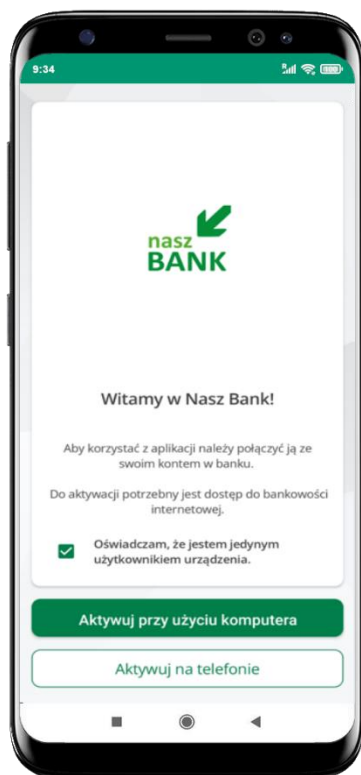 9:34
R
nasz
BANK
Witamy w Nasz Bank!
Aby korzystać z aplikacji należy połączyć ją ze
swoim kontem w banku.
Do aktywacji potrzebny jest dostęp do bankowości
internetowej.
Oświadczam, że jestem jedynym
użytkownikiem urządzenia.
Aktywuj przy użyciu komputera
Aktywuj na telefonie